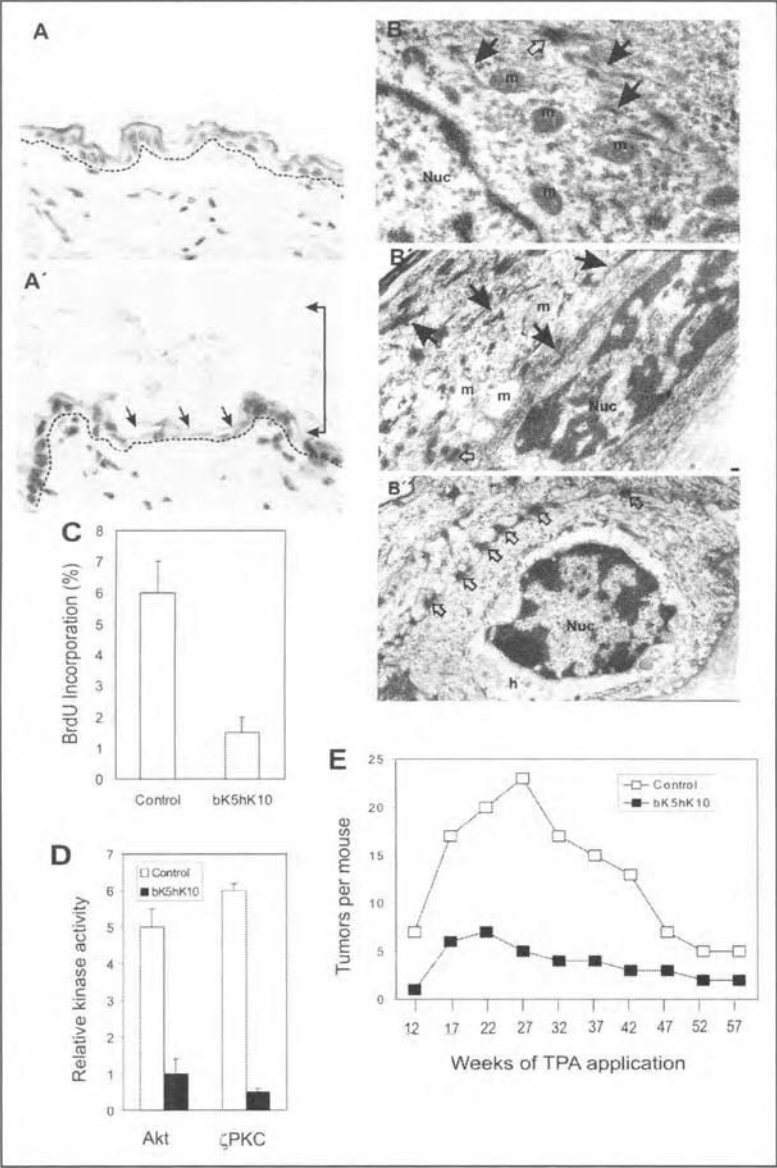 A
A´
B
Nuc
m
m
m
m
B´
m
m
m
Nuc
B´´
Nuc
h
C
BrdU Incorporation (%)
8
7
6
5
4
3
2
1
0
Control
bK5hK10
D
Relative kinase activity
7
6
5
4
3
2
1
0
Control
bK5hK10
Akt
ζPKC
E
Tumors per mouse
25
20
15
10
5
0
Control
bK5hK10
12 17 22 27 32 37 42 47 52 57
Weeks of TPA application